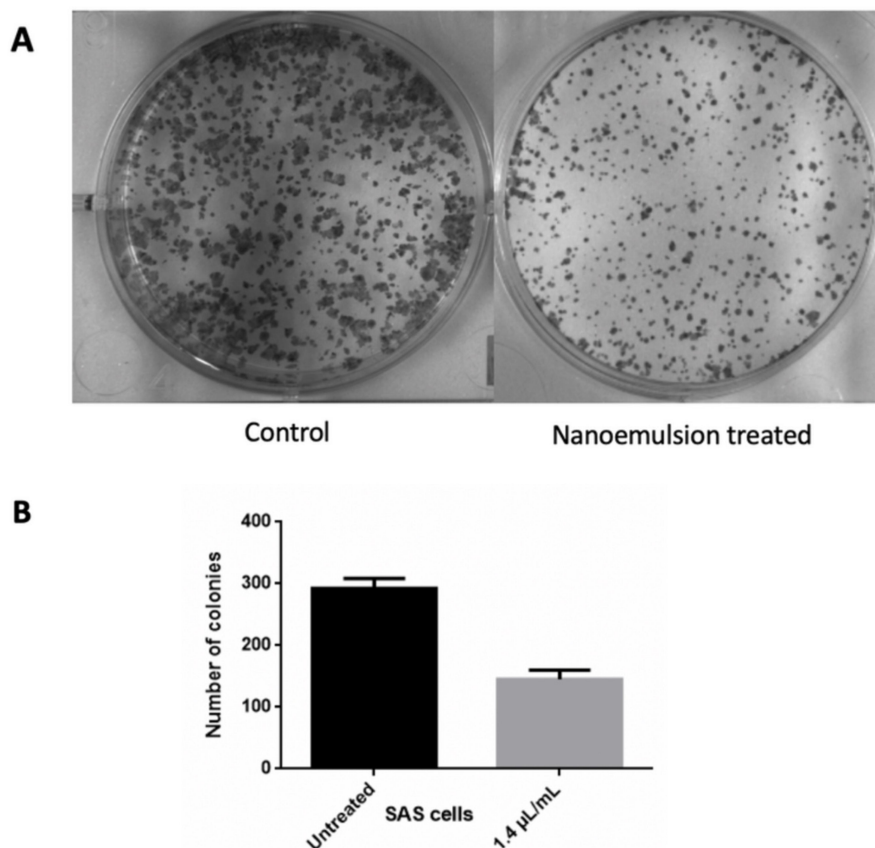 A
Control
Nanoemulsion treated
B
Number of colonies
400
300
200
100
0
Untreated
SAS cells
1.4 µL/mL